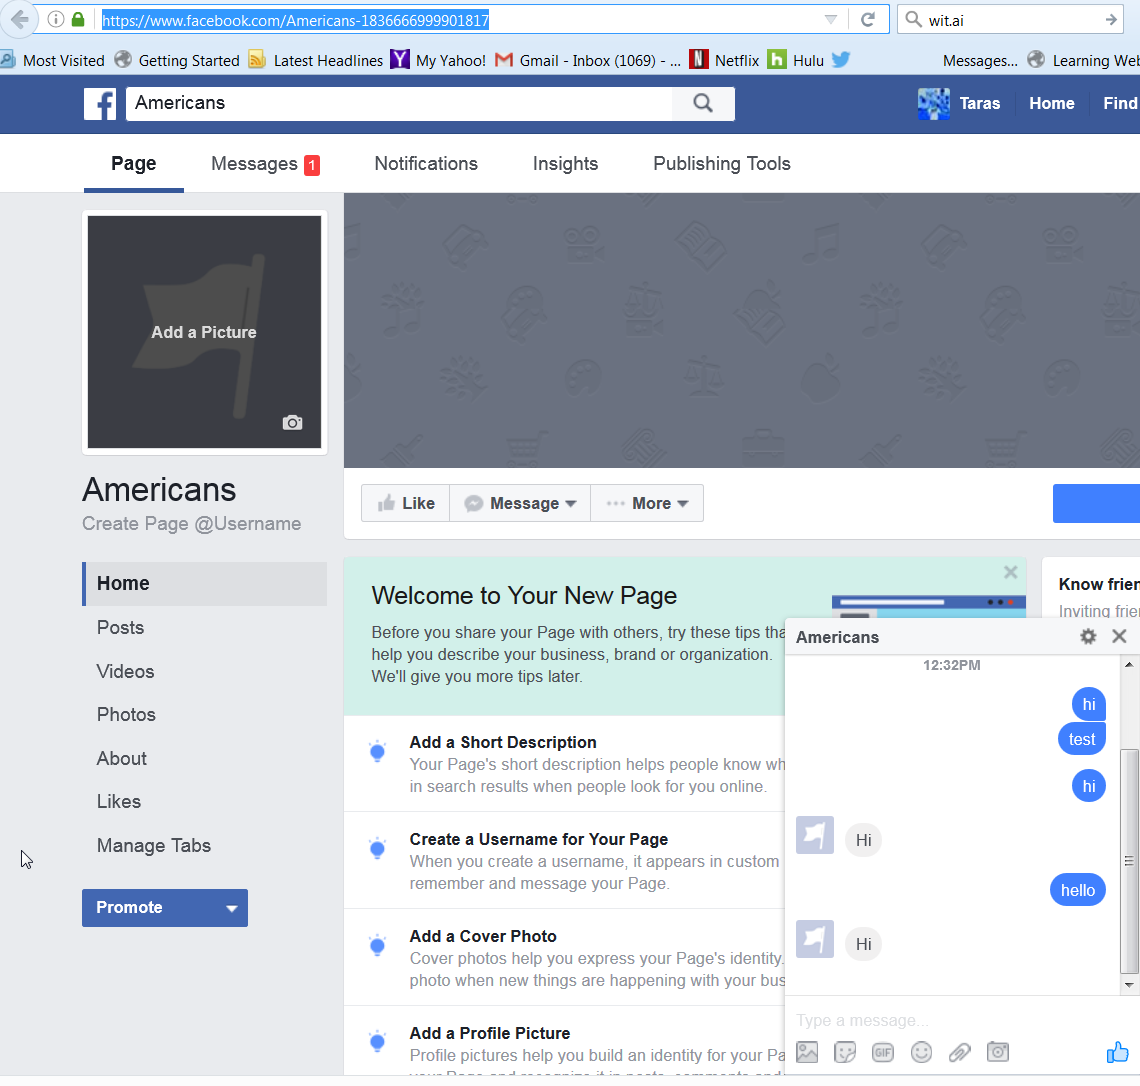 https://www.facebook.com/Americans-1836666999901817
wit.ai
Most Visited Getting Started Latest Headlines My Yahoo! Gmail - Inbox (1069) - ... Netflix Hulu Messages... Learning Web
Americans
Taras Home Find
Page Messages 1 Notifications Insights Publishing Tools
Add a Picture
Americans
Create Page @Username
Like Message More
Home
Posts
Videos
Photos
About
Likes
Manage Tabs
Promote
Welcome to Your New Page
Before you share your Page with others, try these tips tha
help you describe your business, brand or organization.
We'll give you more tips later.
Add a Short Description
Your Page's short description helps people know wh
in search results when people look for you online.
Create a Username for Your Page
When you create a username, it appears in custom
remember and message your Page.
Add a Cover Photo
Cover photos help you express your Page's identity.
photo when new things are happening with your bus
Add a Profile Picture
Profile pictures help you build an identity for your Pa
Know frien
Inviting frie
Americans
12:32PM
hi
test
hi
Hi
hello
Hi
Type a message...
GIF